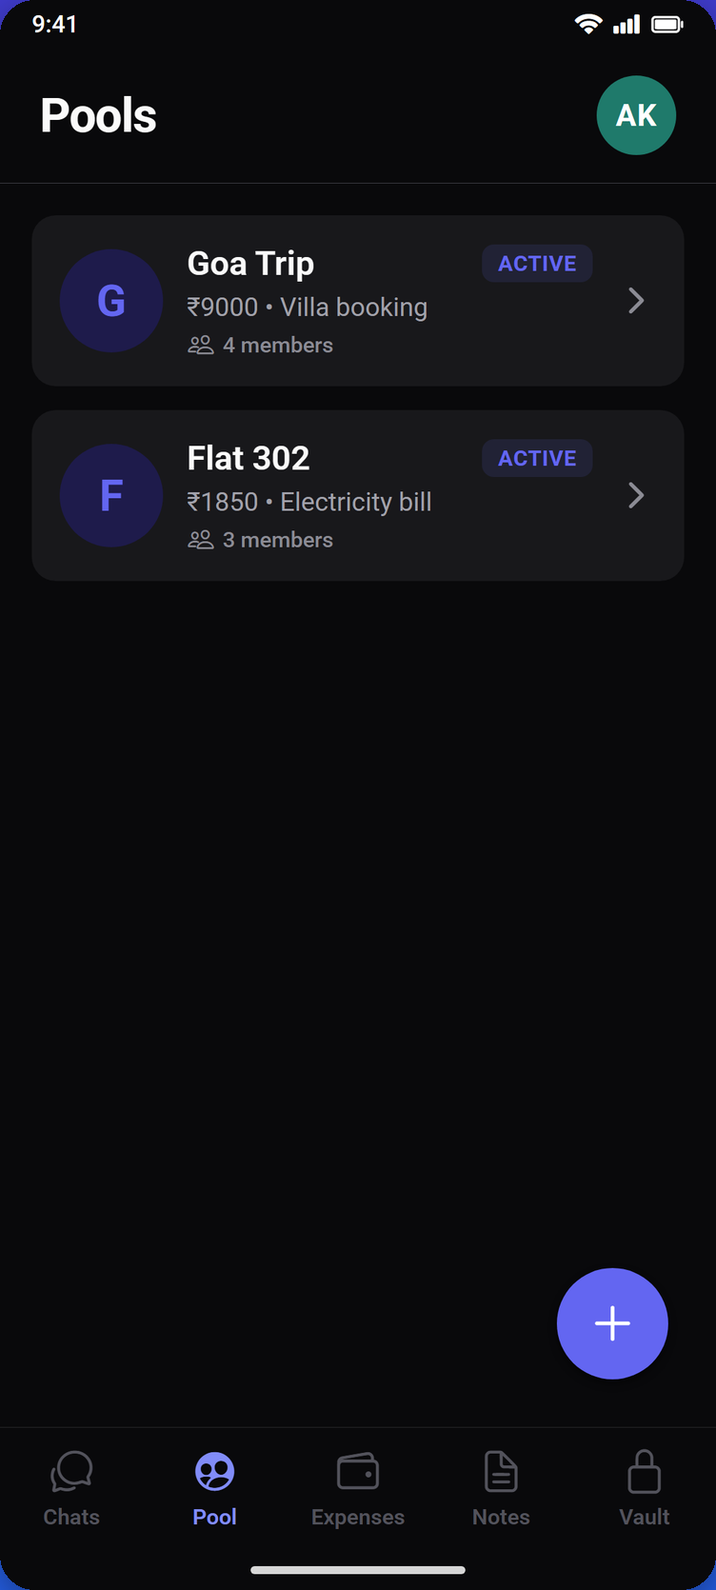 9:41
Pools
AK
G
Goa Trip
ACTIVE
₹9000 • Villa booking
4 members
F
Flat 302
ACTIVE
₹1850 • Electricity bill
3 members
Chats
Pool
Expenses
Notes
Vault